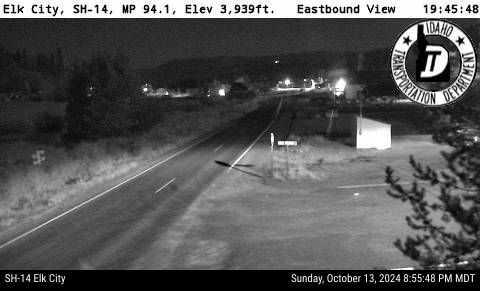 Elk City, SH-14, MP 94.1, Elev 3,939ft. Eastbound View 19:45:48
IDAHO
TRANSPORTATION DEPARTMENT
SH-14 Elk City
Sunday, October 13, 2024 8:55:48 PM MDT